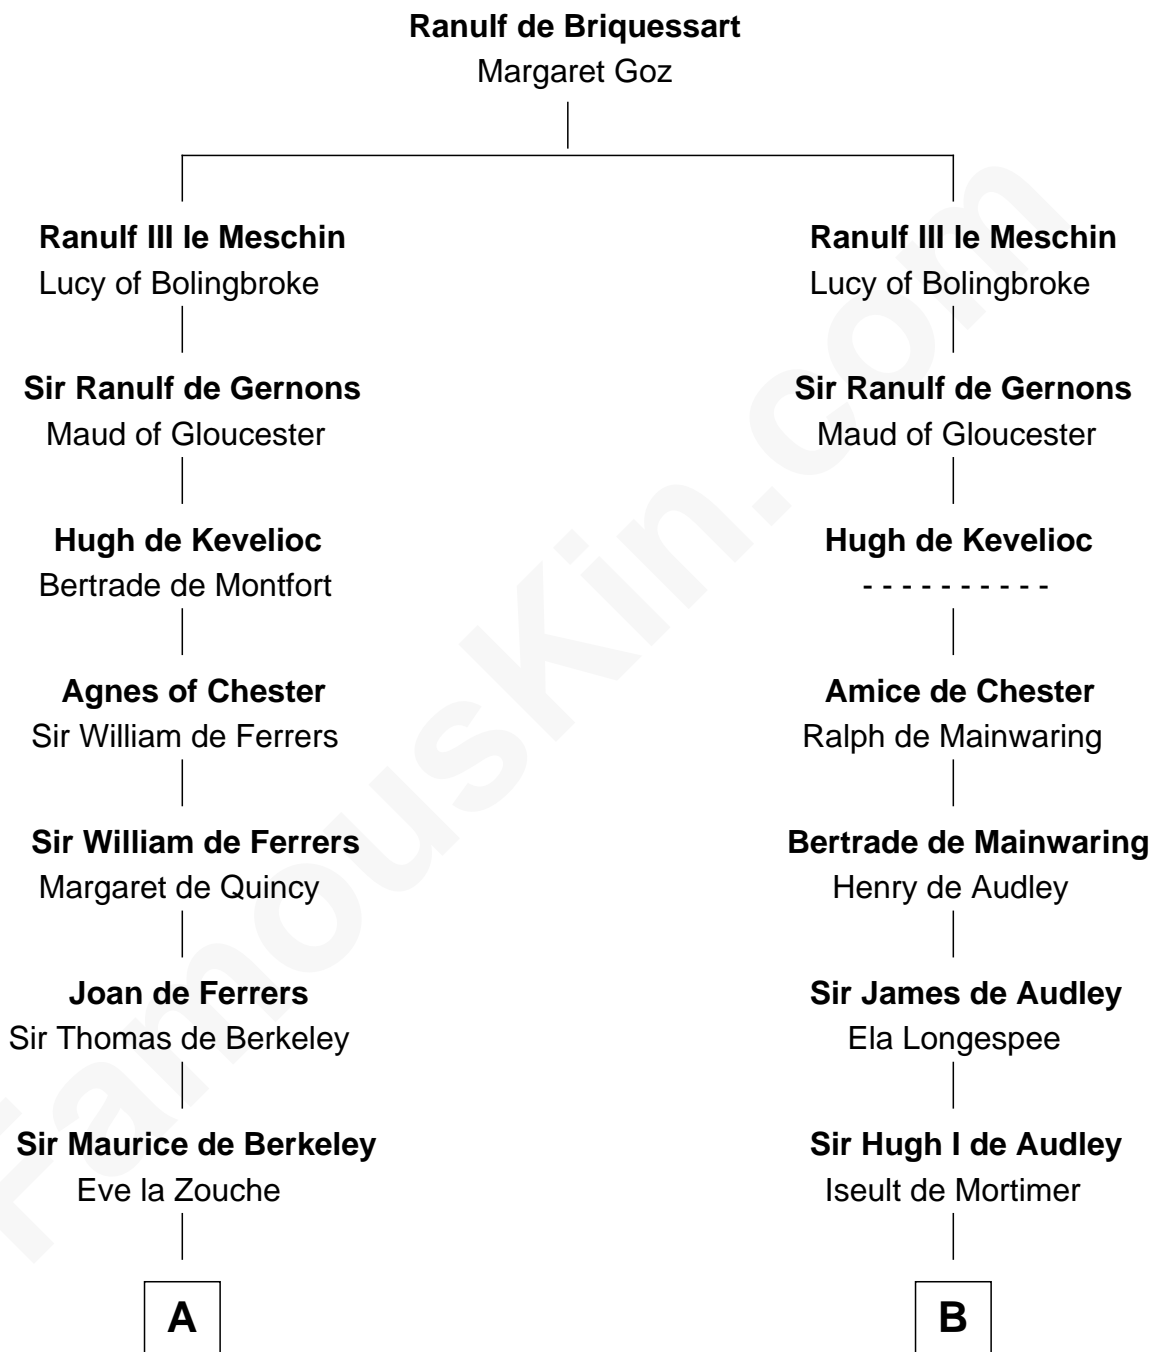 Ranulf de Briquessart
Margaret Goz
Ranulf III le Meschin
Lucy of Bolingbroke
Sir Ranulf de Gernons
Maud of Gloucester
Hugh de Kevelioc
Bertrade de Montfort
Agnes of Chester
Sir William de Ferrers
Sir William de Ferrers
Margaret de Quincy
Joan de Ferrers
Sir Thomas de Berkeley
Sir Maurice de Berkeley
Eve la Zouche
A
Ranulf III le Meschin
Lucy of Bolingbroke
Sir Ranulf de Gernons
Maud of Gloucester
Hugh de Kevelioc
- - - - - - - - - -
Amice de Chester
Ralph de Mainwaring
Bertrade de Mainwaring
Henry de Audley
Sir James de Audley
Ela Longespee
Sir Hugh I de Audley
Iseult de Mortimer
B
FamousKin.com